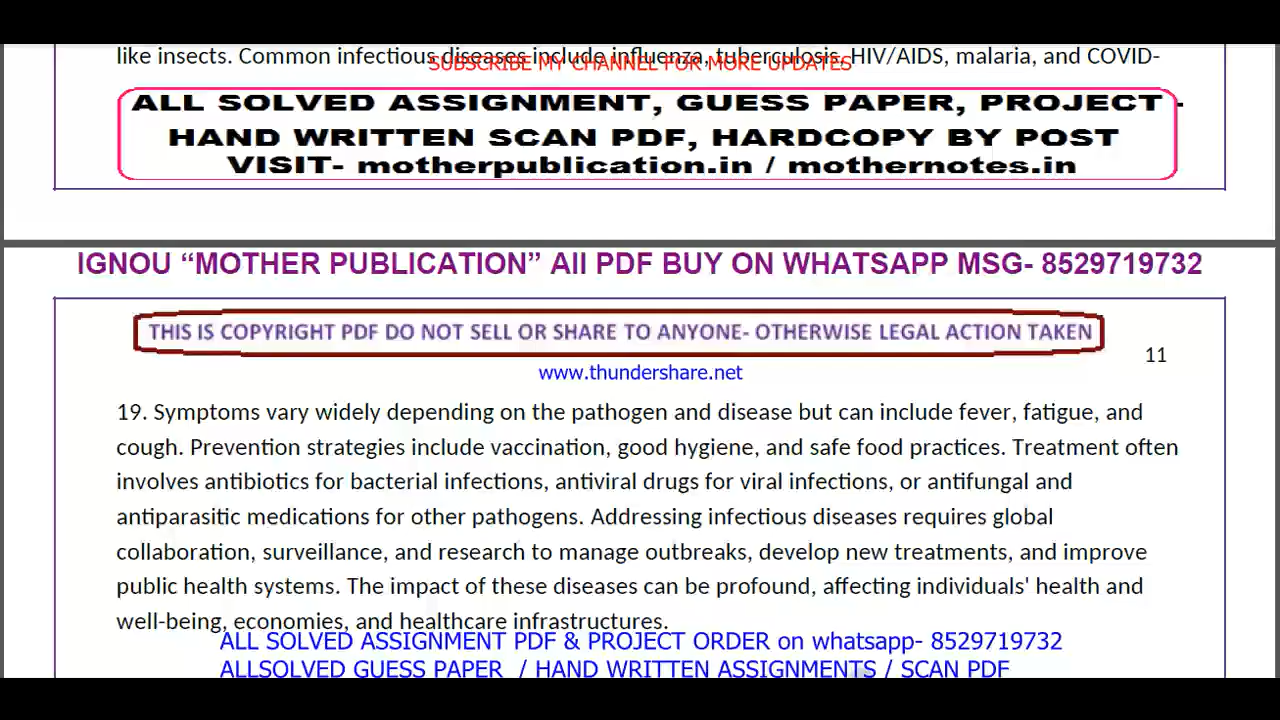 like insects. Common infectious diseases include influenza, tuberculosis, HIV/AIDS, malaria, and COVID-
SUBSCRIBE MY CHANNEL FOR MORE UPDATES
ALL SOLVED ASSIGNMENT, GUESS PAPER, PROJECT -
HAND WRITTEN SCAN PDF, HARDCOPY BY POST
VISIT- motherpublication.in / mothernotes.in
IGNOU “MOTHER PUBLICATION” All PDF BUY ON WHATSAPP MSG- 8529719732
THIS IS COPYRIGHT PDF DO NOT SELL OR SHARE TO ANYONE- OTHERWISE LEGAL ACTION TAKEN
11
www.thundershare.net
19. Symptoms vary widely depending on the pathogen and disease but can include fever, fatigue, and
cough. Prevention strategies include vaccination, good hygiene, and safe food practices. Treatment often
involves antibiotics for bacterial infections, antiviral drugs for viral infections, or antifungal and
antiparasitic medications for other pathogens. Addressing infectious diseases requires global
collaboration, surveillance, and research to manage outbreaks, develop new treatments, and improve
public health systems. The impact of these diseases can be profound, affecting individuals' health and
well-being, economies, and healthcare infrastructures.
ALL SOLVED ASSIGNMENT PDF & PROJECT ORDER on whatsapp- 8529719732
ALLSOLVED GUESS PAPER / HAND WRITTEN ASSIGNMENTS / SCAN PDF